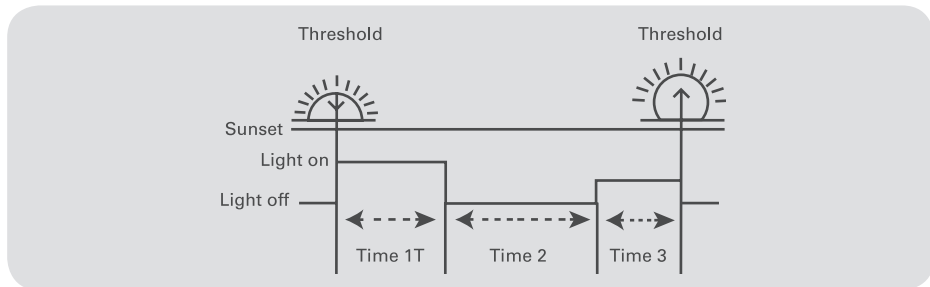 Threshold
Threshold
Sunset
Light on
Light off
Time 1T
Time 2
Time 3